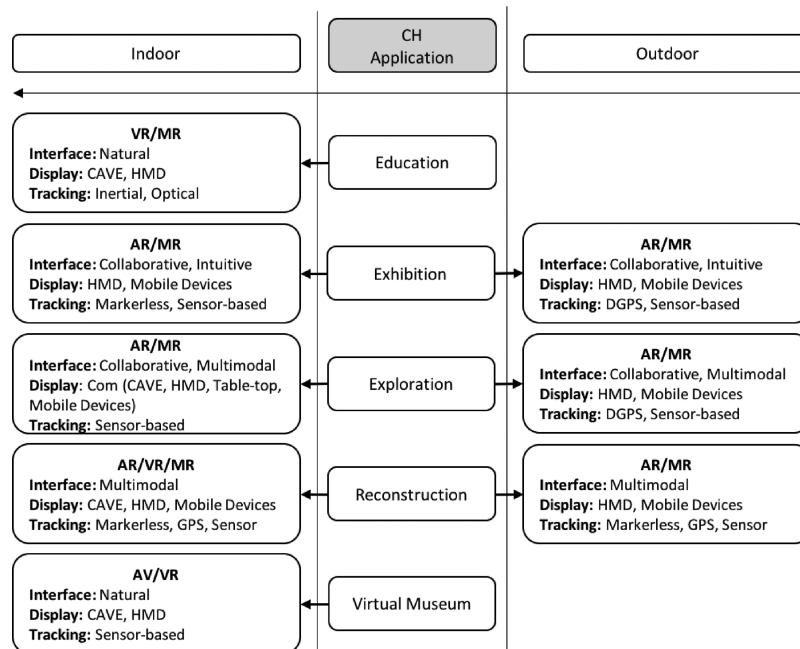 Indoor
CH
Application
Outdoor
VR/MR
Interface: Natural
Display: CAVE, HMD
Tracking: Inertial, Optical
Education
AR/MR
Interface: Collaborative, Intuitive
Display: HMD, Mobile Devices
Tracking: Markerless, Sensor-based
Exhibition
AR/MR
Interface: Collaborative, Intuitive
Display: HMD, Mobile Devices
Tracking: DGPS, Sensor-based
AR/MR
Interface: Collaborative, Multimodal
Display: Com (CAVE, HMD, Table-top,
Mobile Devices)
Tracking: Sensor-based
Exploration
AR/MR
Interface: Collaborative, Multimodal
Display: HMD, Mobile Devices
Tracking: DGPS, Sensor-based
AR/VR/MR
Interface: Multimodal
Display: CAVE, HMD, Mobile Devices
Tracking: Markerless, GPS, Sensor
Reconstruction
AR/MR
Interface: Multimodal
Display: HMD, Mobile Devices
Tracking: Markerless, GPS, Sensor
AV/VR
Interface: Natural
Display: CAVE, HMD
Tracking: Sensor-based
Virtual Museum